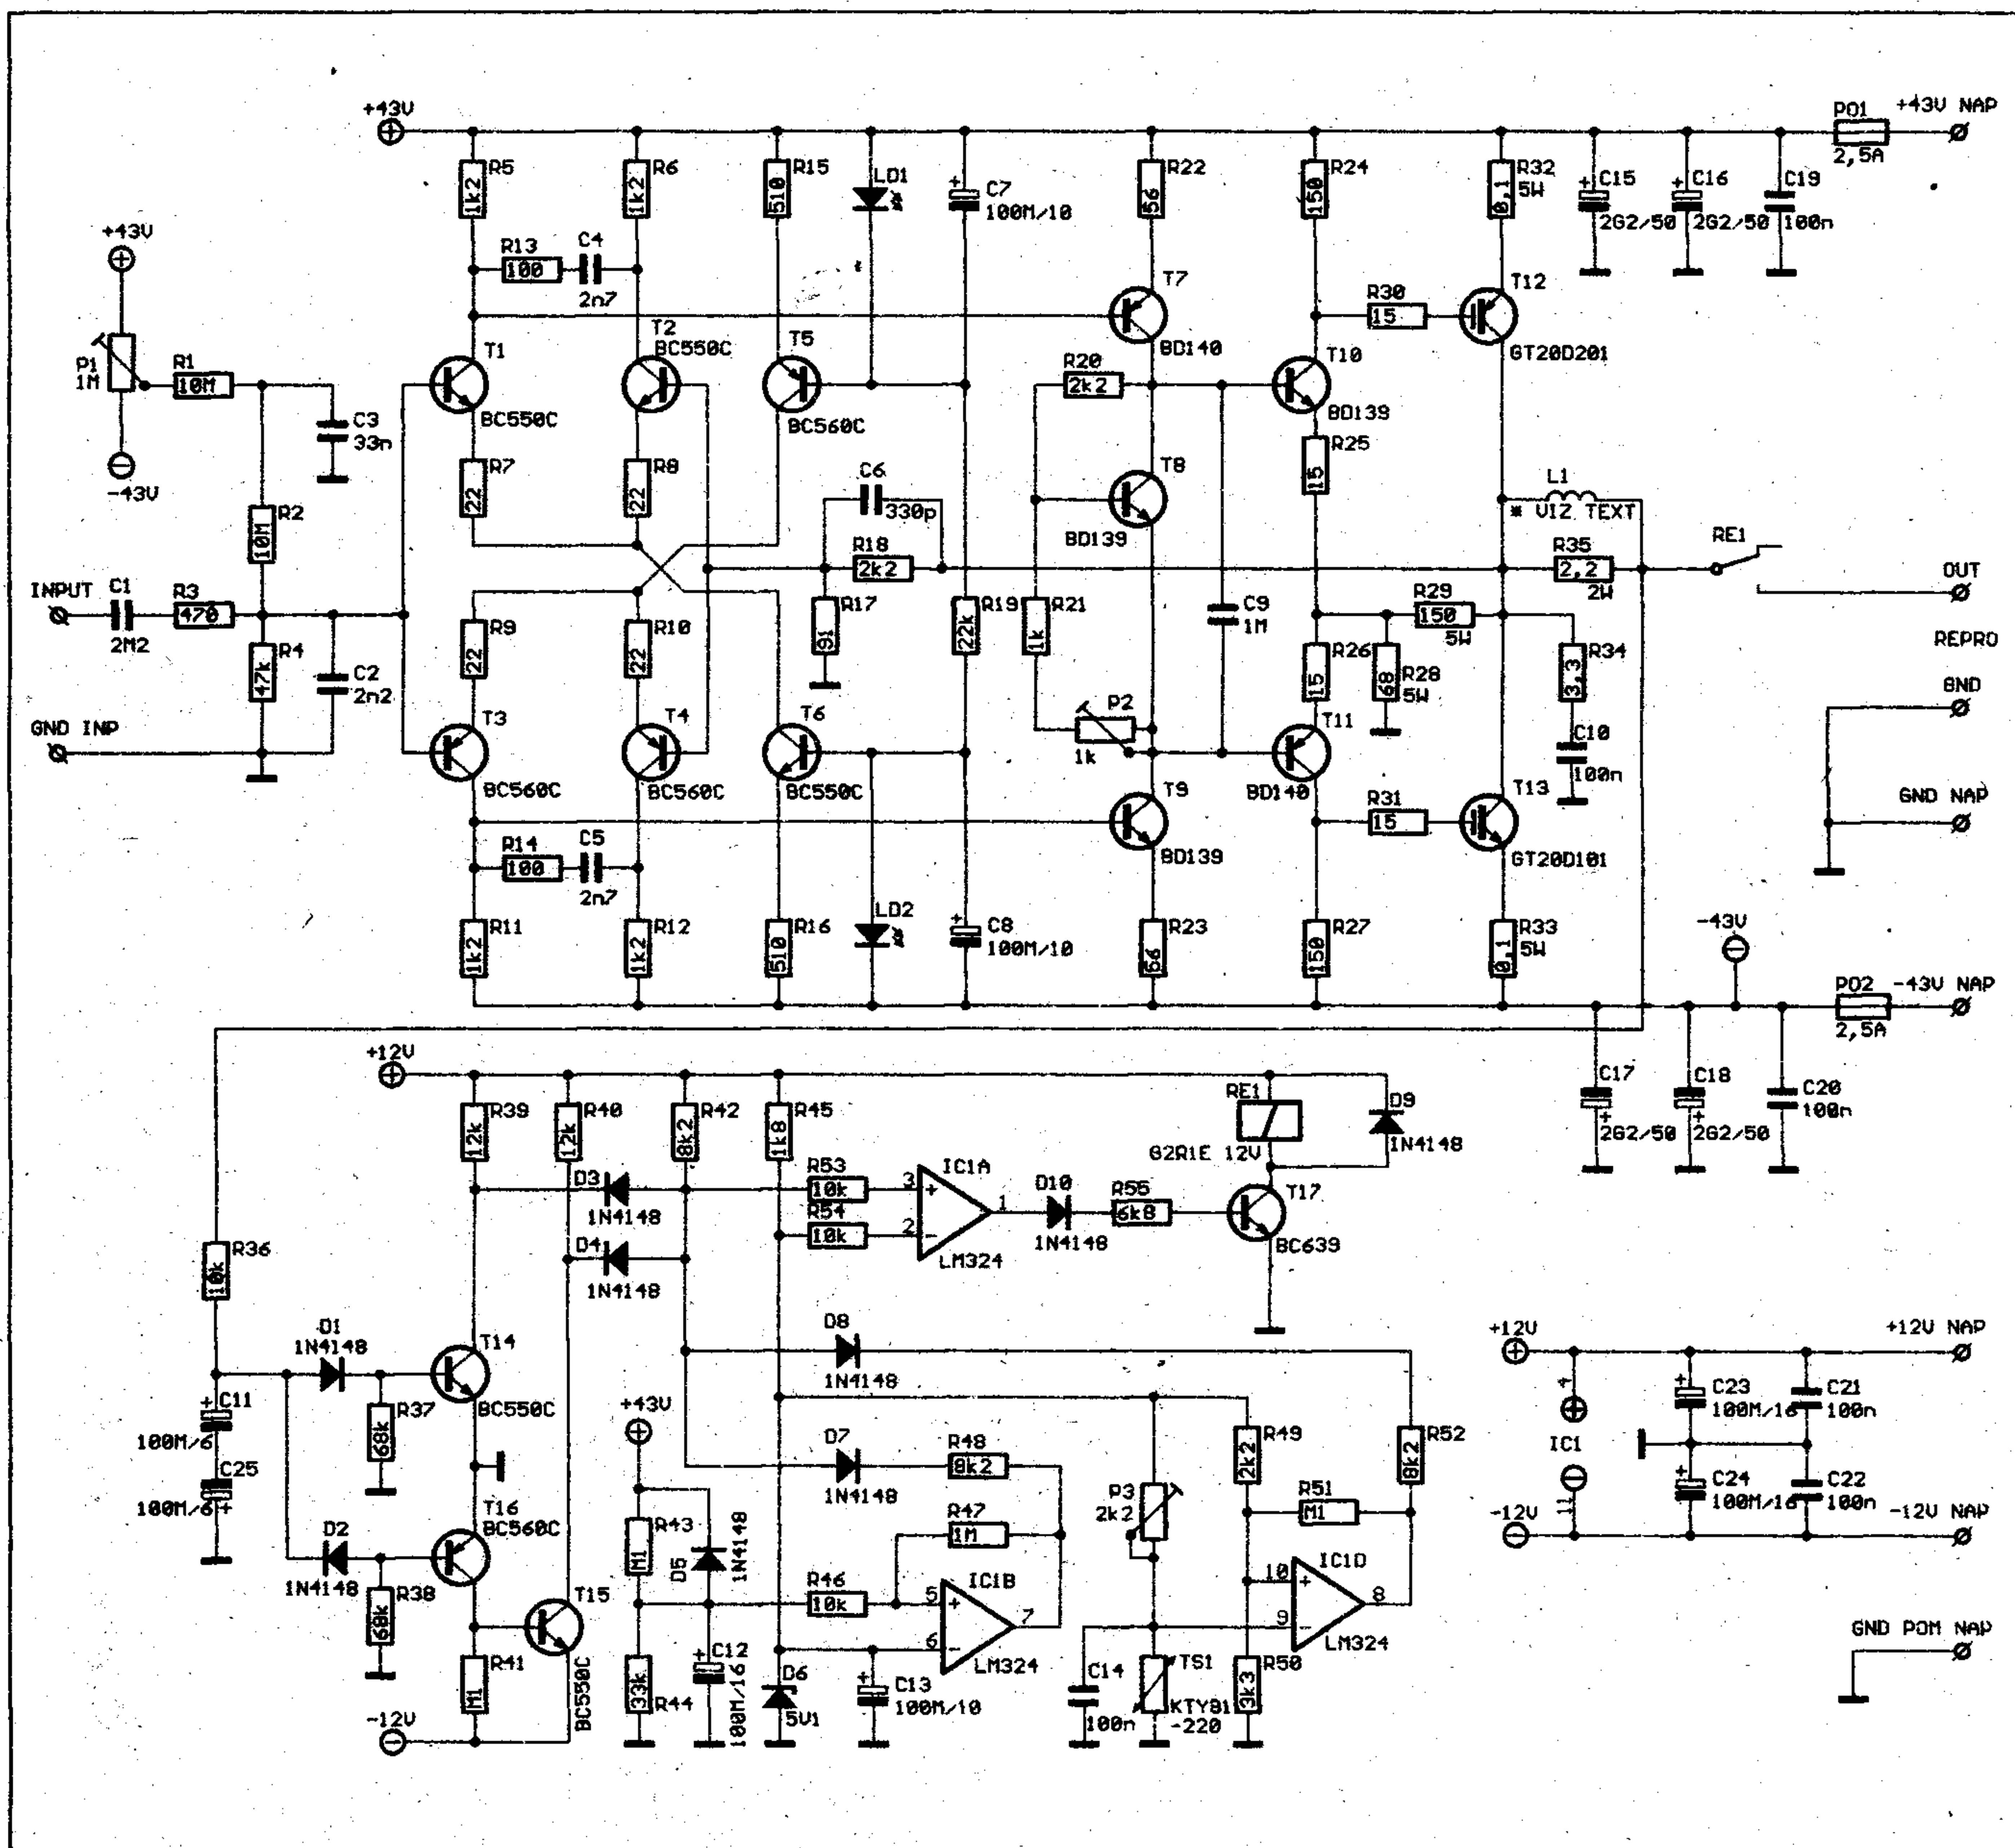 +43V
PO1
+43V NAP
2,5A
R5
1k2
R6
1k2
R15
510
LD1
C7
100M/10
R22
56
R24
150
R32
0,1
5W
C15
2G2/50
C16
2G2/50
C19
100n
+43V
R13
100
C4
2n7
P1
1M
R1
10M
C3
33n
-43V
T1
BC550C
T2
BC550C
T5
BC560C
T7
BD140
R20
2k2
T10
BD139
R30
15
T12
GT20D201
R7
22
R8
22
C6
330p
R18
2k2
T8
BD139
R25
15
L1
* VIZ TEXT
RE1
R35
2,2
2W
OUT
REPRO
R2
10M
INPUT
C1
2M2
R3
470
R4
47k
C2
2n2
GND INP
R9
22
R10
22
R17
91
R19
22k
R21
1k
C9
1M
R29
150
5W
R26
15
R28
68
5W
R34
3,3
GND
T3
BC560C
T4
BC560C
T6
BC550C
P2
1k
T11
BD140
C10
100n
GND NAP
R14
100
C5
2n7
T9
BD139
R31
15
T13
GT20D101
R11
1k2
R12
1k2
R16
510
LD2
C8
100M/10
R23
56
R27
150
R33
0,1
5W
-43V
PO2
-43V NAP
2,5A
+12V
R39
12k
R40
12k
R42
8k2
R45
1k8
RE1
G2R1E 12V
D9
1N4148
C17
2G2/50
C18
2G2/50
C20
100n
D3
1N4148
D4
1N4148
R53
10k
R54
10k
3
2
1
IC1A
LM324
D10
1N4148
R55
6k8
T17
BC639
R36
10k
D1
1N4148
T14
BC550C
C11
100M/6
R37
68k
C25
100M/6
D2
1N4148
T16
BC560C
R38
68k
T15
BC550C
R41
M1
-12V
+43V
D8
1N4148
D7
1N4148
R48
8k2
R43
M1
D5
1N4148
R47
1M
R46
10k
5
6
7
IC1B
LM324
R44
33k
C12
100M/16
D6
5V1
C13
100M/10
P3
2k2
R49
2k2
R51
M1
R52
8k2
10
9
8
IC1D
LM324
C14
100n
TS1
KTY81
-220
R50
3k3
+12V
+12V NAP
4
IC1
11
C23
100M/16
C21
100n
C24
100M/16
C22
100n
-12V
-12V NAP
GND POM NAP